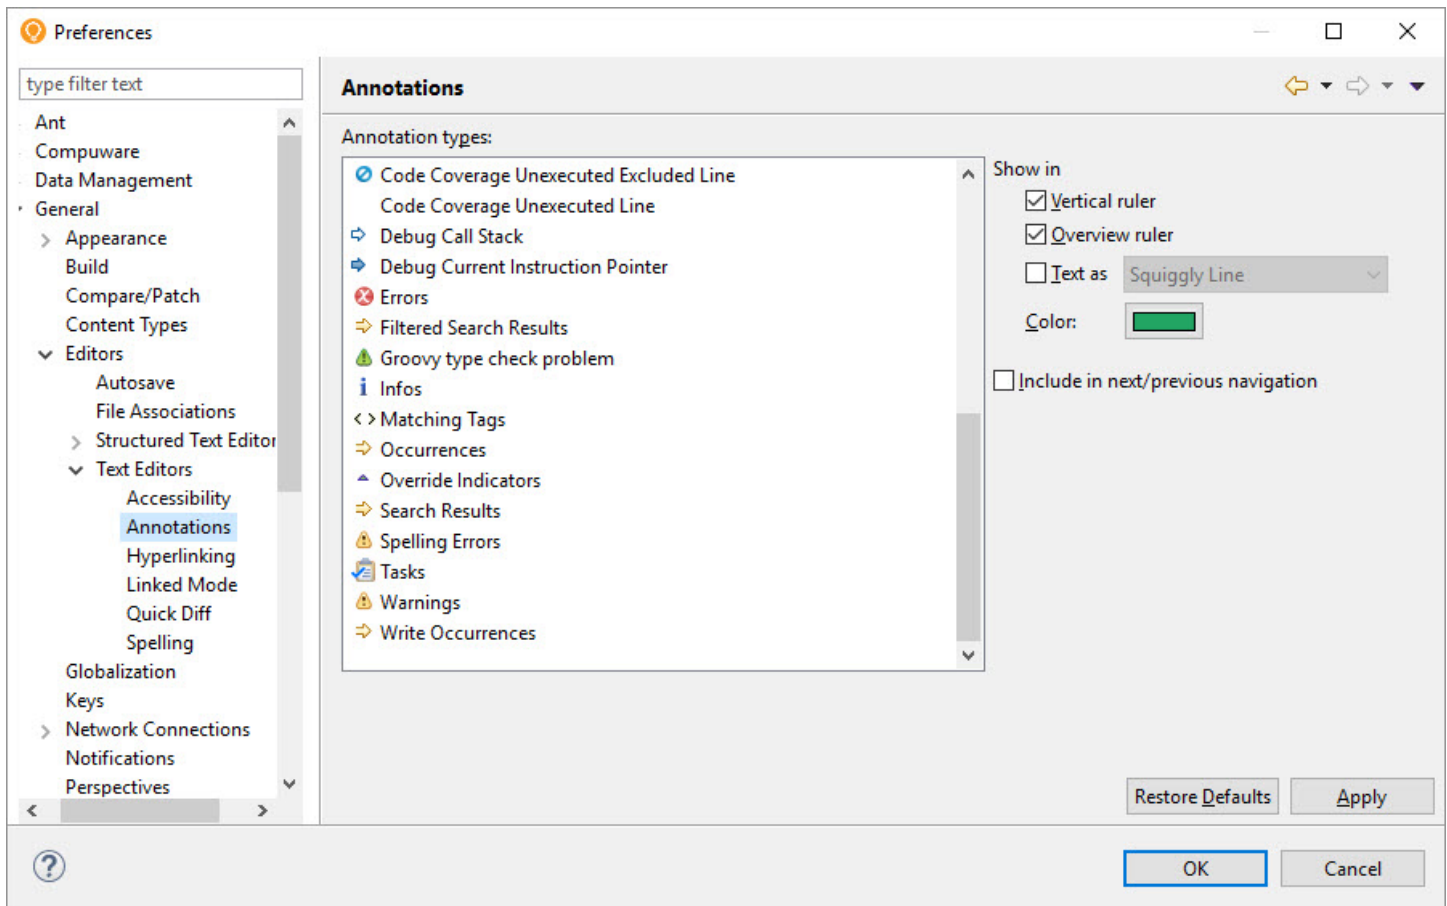 Preferences
type filter text
Ant
Compuware
Data Management
General
Appearance
Build
Compare/Patch
Content Types
Editors
Autosave
File Associations
Structured Text Editor
Text Editors
Accessibility
Annotations
Hyperlinking
Linked Mode
Quick Diff
Spelling
Globalization
Keys
Network Connections
Notifications
Perspectives
Annotations
Annotation types:
Code Coverage Unexecuted Excluded Line
Code Coverage Unexecuted Line
Debug Call Stack
Debug Current Instruction Pointer
Errors
Filtered Search Results
Groovy type check problem
Infos
Matching Tags
Occurrences
Override Indicators
Search Results
Spelling Errors
Tasks
Warnings
Write Occurrences
Show in
Vertical ruler
Overview ruler
Text as Squiggly Line
Color:
Include in next/previous navigation
Restore Defaults Apply
OK Cancel